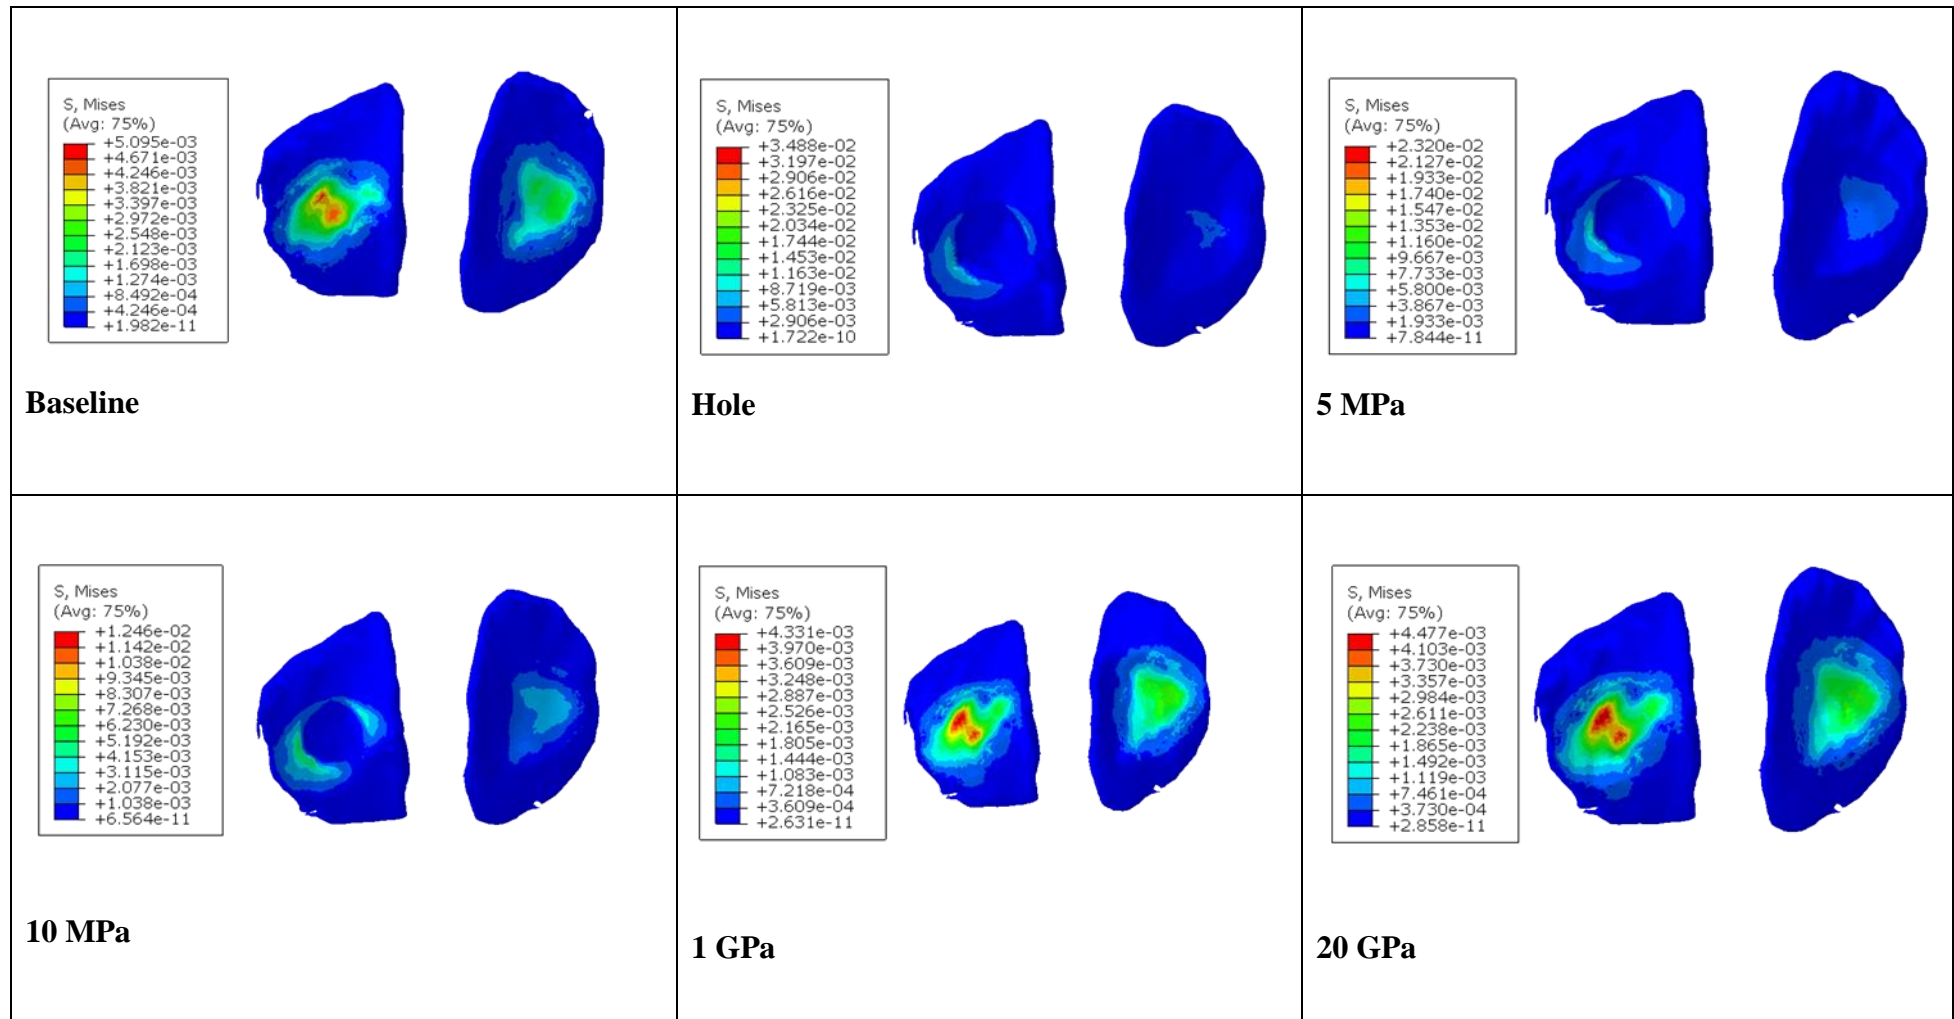 S, Mises
(Avg: 75%)
+5.095e-03
+4.671e-03
+4.246e-03
+3.821e-03
+3.397e-03
+2.972e-03
+2.548e-03
+2.123e-03
+1.698e-03
+1.274e-03
+8.492e-04
+4.246e-04
+1.982e-11
Baseline
S, Mises
(Avg: 75%)
+3.488e-02
+3.197e-02
+2.906e-02
+2.616e-02
+2.325e-02
+2.034e-02
+1.744e-02
+1.453e-02
+1.163e-02
+8.719e-03
+5.813e-03
+2.906e-03
+1.722e-10
Hole
S, Mises
(Avg: 75%)
+2.320e-02
+2.127e-02
+1.933e-02
+1.740e-02
+1.547e-02
+1.353e-02
+1.160e-02
+9.667e-03
+7.733e-03
+5.800e-03
+3.867e-03
+1.933e-03
+7.844e-11
5 MPa
S, Mises
(Avg: 75%)
+1.246e-02
+1.142e-02
+1.038e-02
+9.345e-03
+8.307e-03
+7.268e-03
+6.230e-03
+5.192e-03
+4.153e-03
+3.115e-03
+2.077e-03
+1.038e-03
+6.564e-11
10 MPa
S, Mises
(Avg: 75%)
+4.331e-03
+3.970e-03
+3.609e-03
+3.248e-03
+2.887e-03
+2.526e-03
+2.165e-03
+1.805e-03
+1.444e-03
+1.083e-03
+7.218e-04
+3.609e-04
+2.631e-11
1 GPa
S, Mises
(Avg: 75%)
+4.477e-03
+4.103e-03
+3.730e-03
+3.357e-03
+2.984e-03
+2.611e-03
+2.238e-03
+1.865e-03
+1.492e-03
+1.119e-03
+7.461e-04
+3.730e-04
+2.858e-11
20 GPa